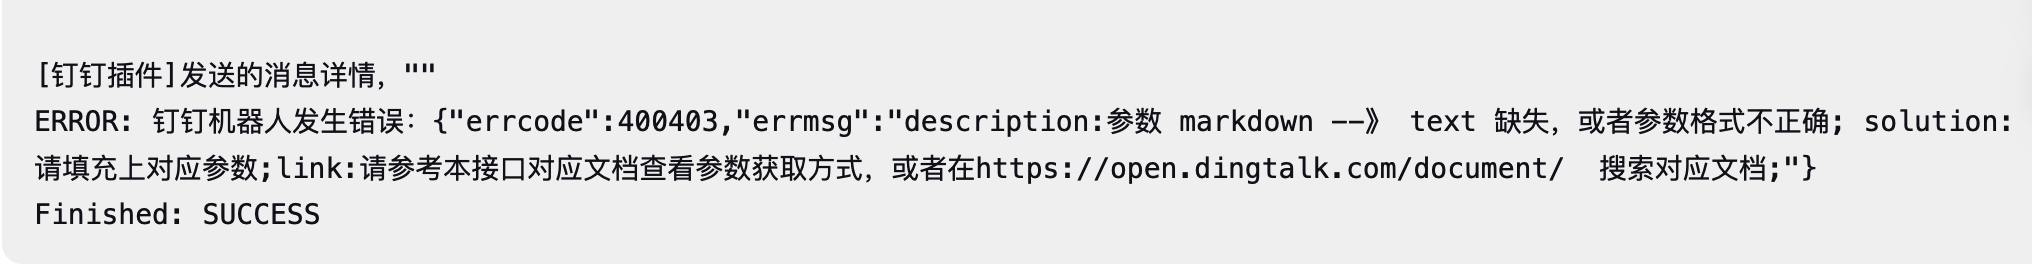 [钉钉插件]发送的消息详情，""
ERROR: 钉钉机器人发生错误：{"errcode":400403,"errmsg":"description:参数 markdown --》 text 缺失，或者参数格式不正确; solution:
请填充上对应参数;link:请参考本接口对应文档查看参数获取方式，或者在https://open.dingtalk.com/document/  搜索对应文档;"}
Finished: SUCCESS